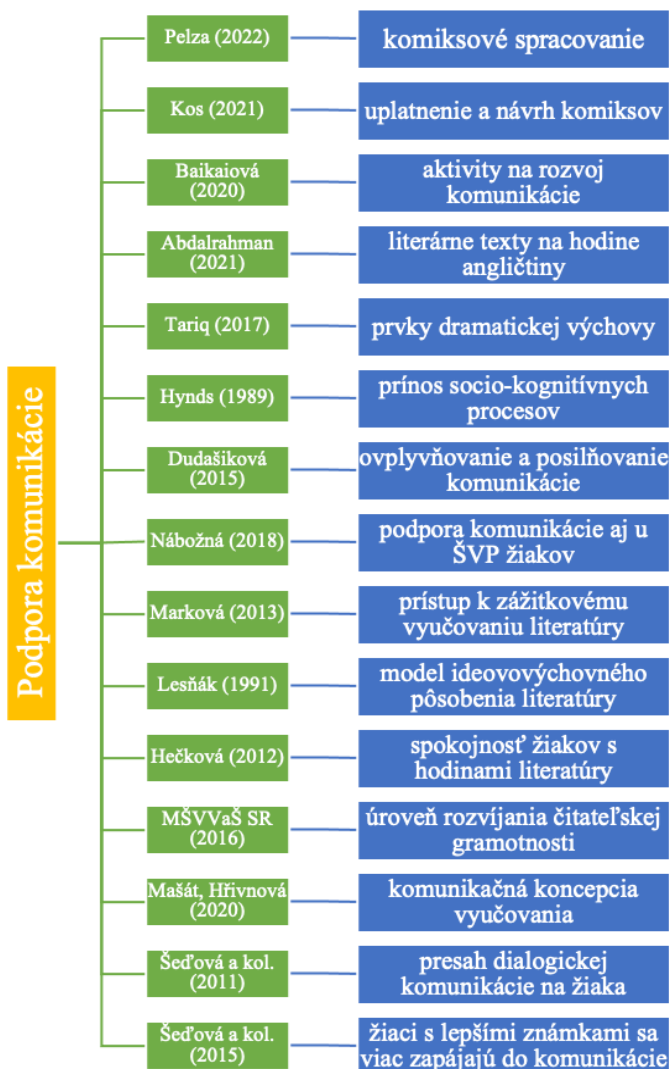 Podpora komunikácie
Pelza (2022)
komiksové spracovanie
Kos (2021)
uplatnenie a návrh komiksov
Baikaiová
(2020)
aktivity na rozvoj
komunikácie
Abdalrahman
(2021)
literárne texty na hodine
angličtiny
Tariq (2017)
prvky dramatickej výchovy
Hynds (1989)
prínos socio-kognitívnych
procesov
Dudašiková
(2015)
ovplyvňovanie a posilňovanie
komunikácie
Nábožná (2018)
podpora komunikácie aj u
ŠVP žiakov
Marková (2013)
prístup k zážitkovému
vyučovaniu literatúry
Lesňák (1991)
model ideovovýchovného
pôsobenia literatúry
Hečková (2012)
spokojnosť žiakov s
hodinami literatúry
MŠVVaŠ SR
(2016)
úroveň rozvíjania čitateľskej
gramotnosti
Mašát, Hřivnová
(2020)
komunikačná koncepcia
vyučovania
Šeďová a kol.
(2011)
presah dialogickej
komunikácie na žiaka
Šeďová a kol.
(2015)
žiaci s lepšími známkami sa
viac zapájajú do komunikácie